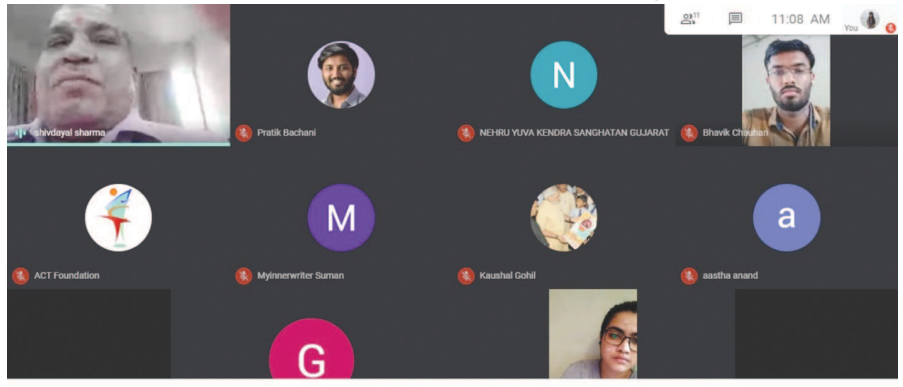 11
11:08 AM
You
shivdayal sharma
Pratik Bachani
N
NEHRU YUVA KENDRA SANGHATAN GUJARAT
Bhavik Chauhan
ACT Foundation
M
Myinnerwriter Suman
Kaushal Gohil
a
aastha anand
G